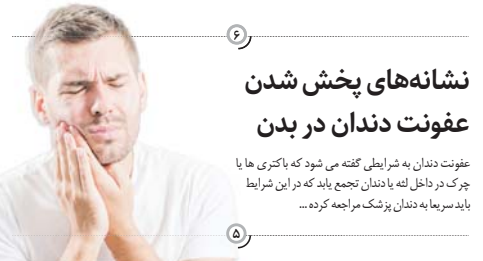 ۶
نشانه‌های پخش شدن
عفونت دندان در بدن
عفونت دندان به شرایطی گفته می شود که باکتری ها یا
چرک در داخل لثه یا دندان تجمع یابد که در این شرایط
باید سریعا به دندان پزشک مراجعه کرده ...
۵